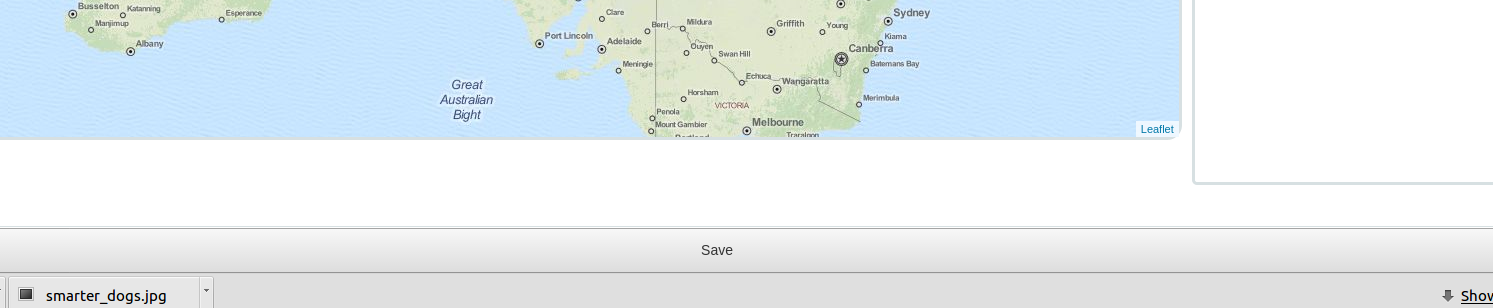 Busselton
Katanning
Esperance
Manjimup
Albany
Clare
Port Lincoln
Adelaide
Berri
Mildura
Griffith
Young
Sydney
Kiama
Ouyen
Swan Hill
Canberra
Meningie
Batemans Bay
Echuca
Wangaratta
Great
Australian
Bight
Horsham
VICTORIA
Merimbula
Penola
Mount Gambier
Melbourne
Portland
Traralgon
Leaflet
Save
smarter_dogs.jpg
Show